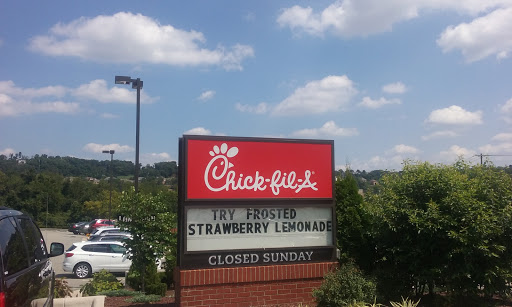 Chick-fil-A
TRY FROSTED
STRAWBERRY LEMONADE
CLOSED SUNDAY